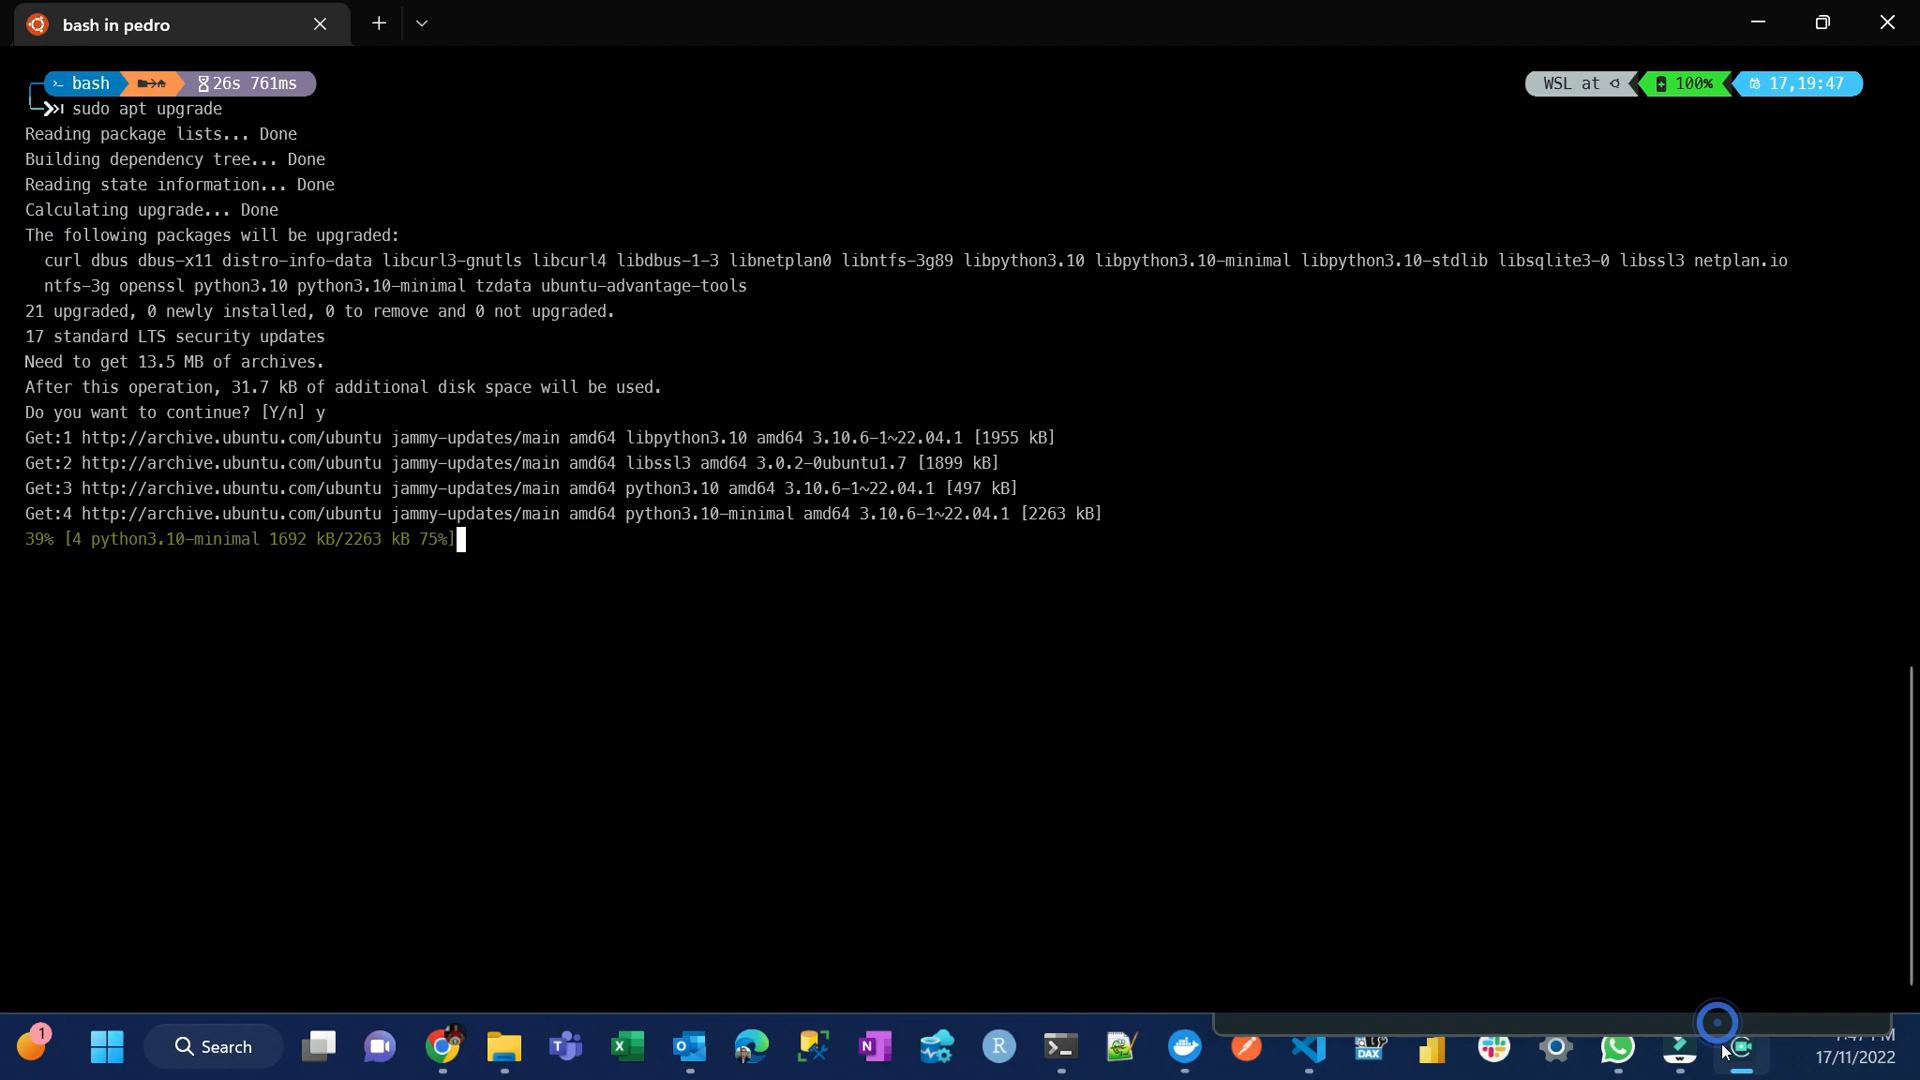 bash in pedro
bash 26s 761ms
WSL at 100% 17,19:47
sudo apt upgrade
Reading package lists... Done
Building dependency tree... Done
Reading state information... Done
Calculating upgrade... Done
The following packages will be upgraded:
curl dbus dbus-x11 distro-info-data libcurl3-gnutls libcurl4 libdbus-1-3 libnetplan0 libntfs-3g89 libpython3.10 libpython3.10-minimal libpython3.10-stdlib libsqlite3-0 libssl3 netplan.io
ntfs-3g openssl python3.10 python3.10-minimal tzdata ubuntu-advantage-tools
21 upgraded, 0 newly installed, 0 to remove and 0 not upgraded.
17 standard LTS security updates
Need to get 13.5 MB of archives.
After this operation, 31.7 kB of additional disk space will be used.
Do you want to continue? [Y/n] y
Get:1 http://archive.ubuntu.com/ubuntu jammy-updates/main amd64 libpython3.10 amd64 3.10.6-1~22.04.1 [1955 kB]
Get:2 http://archive.ubuntu.com/ubuntu jammy-updates/main amd64 libssl3 amd64 3.0.2-0ubuntu1.7 [1899 kB]
Get:3 http://archive.ubuntu.com/ubuntu jammy-updates/main amd64 python3.10 amd64 3.10.6-1~22.04.1 [497 kB]
Get:4 http://archive.ubuntu.com/ubuntu jammy-updates/main amd64 python3.10-minimal amd64 3.10.6-1~22.04.1 [2263 kB]
39% [4 python3.10-minimal 1692 kB/2263 kB 75%]
1
Search
DAX
17/11/2022